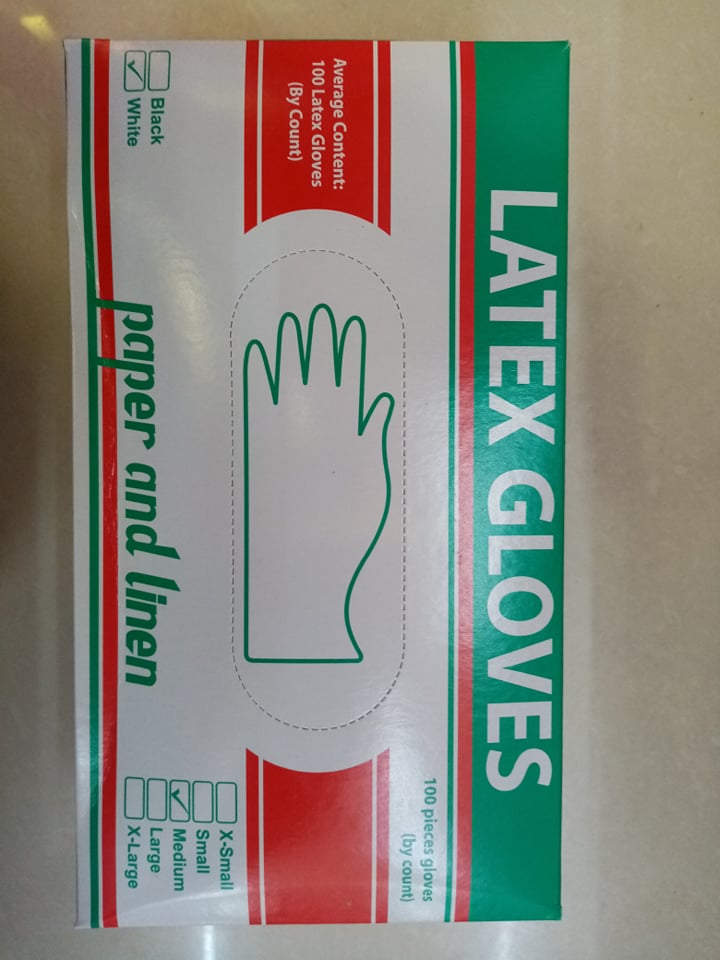 LATEX GLOVES
100 pieces gloves
(by count)
Average Content:
100 Latex Gloves
(By Count)
Black
White
paper and linen
X-Small
Small
Medium
Large
X-Large